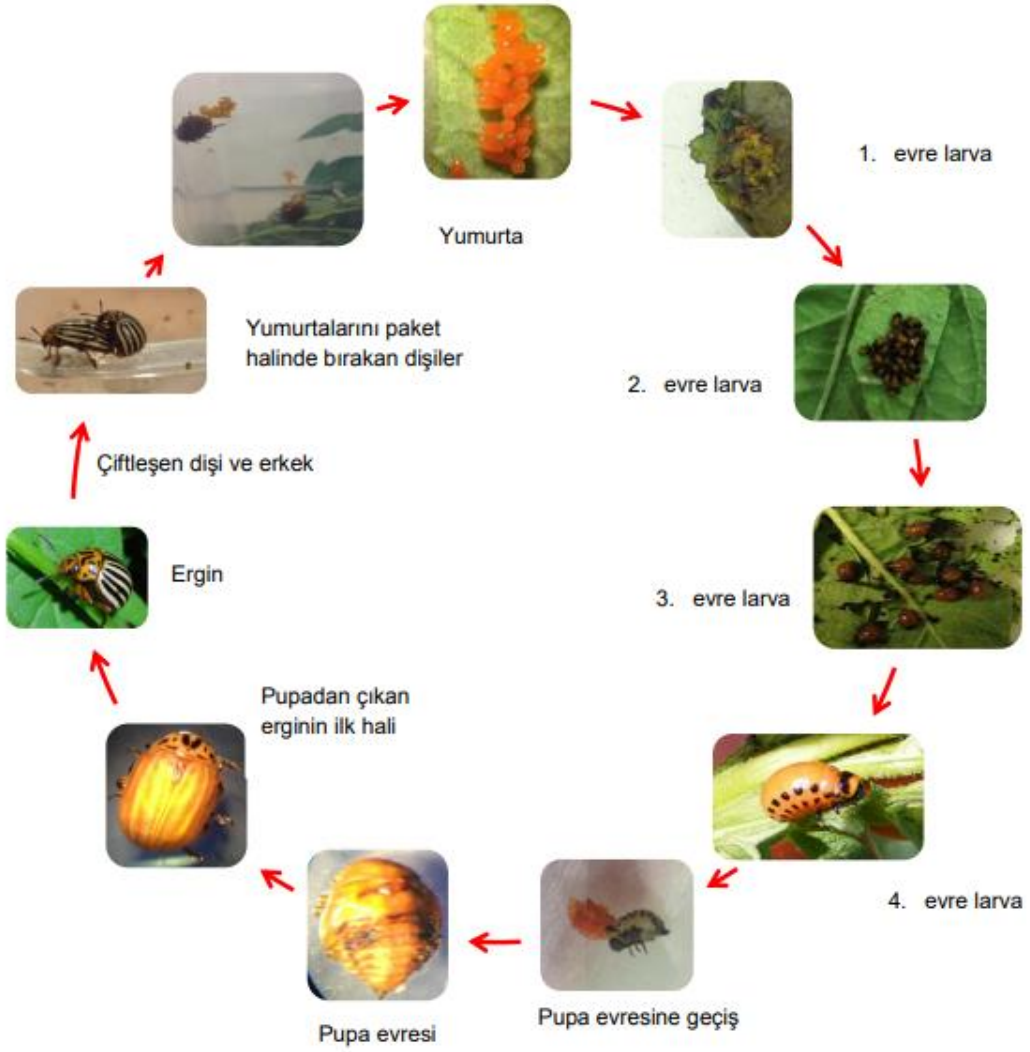 Yumurta
1. evre larva
2. evre larva
3. evre larva
4. evre larva
Pupa evresine geçiş
Pupa evresi
Pupadan çıkan
erginin ilk hali
Ergin
Çiftleşen dişi ve erkek
Yumurtalarını paket
halinde bırakan dişiler